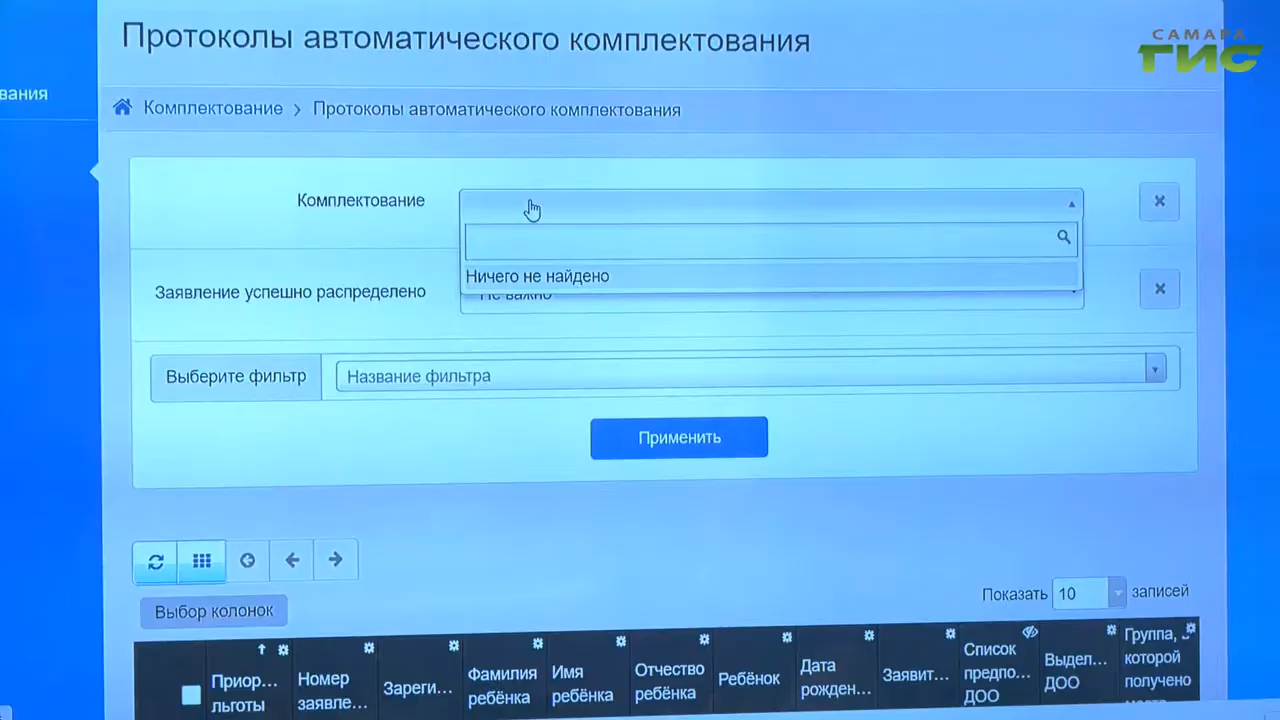 Протоколы автоматического комплектования
САМАРА
ГИС
вания
Комплектование > Протоколы автоматического комплектования
Комплектование
Ничего не найдено
Заявление успешно распределено
Не важно
Выберите фильтр
Название фильтра
Применить
Показать 10 записей
Выбор колонок
Приор...
льготы
Номер
заявле...
Зареги...
Фамилия
ребёнка
Имя
ребёнка
Отчество
ребёнка
Ребёнок
Дата
рожден...
Заявит...
Список
предпо...
ДОО
Выдел...
ДОО
Группа,
которой
получено